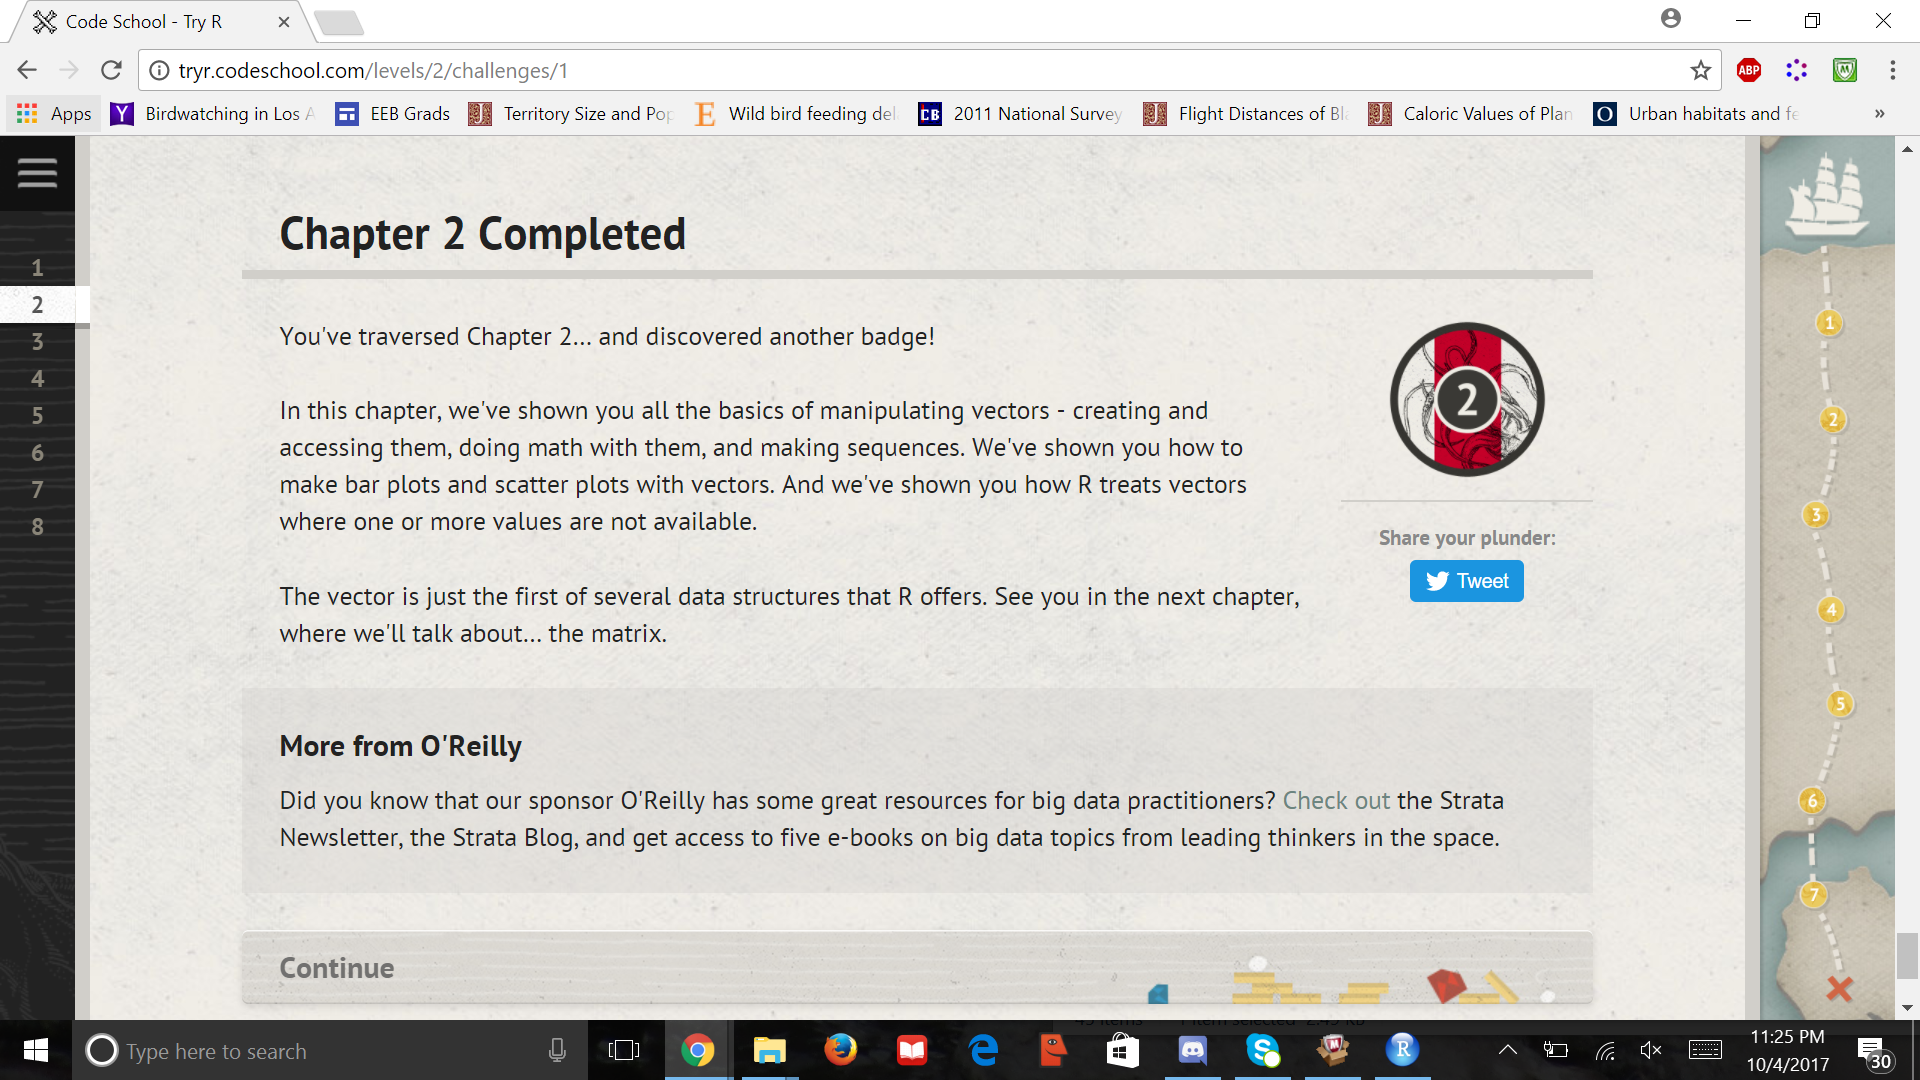 Code School - Try R
tryr.codeschool.com/levels/2/challenges/1
ABP
Apps
Birdwatching in Los A
EEB Grads
Territory Size and Pop
Wild bird feeding del
2011 National Survey
Flight Distances of Bla
Caloric Values of Plan
Urban habitats and fe
»
1
2
3
4
5
6
7
8
Chapter 2 Completed
You've traversed Chapter 2... and discovered another badge!
In this chapter, we've shown you all the basics of manipulating vectors - creating and
accessing them, doing math with them, and making sequences. We've shown you how to
make bar plots and scatter plots with vectors. And we've shown you how R treats vectors
where one or more values are not available.
The vector is just the first of several data structures that R offers. See you in the next chapter,
where we'll talk about... the matrix.
2
Share your plunder:
Tweet
More from O'Reilly
Did you know that our sponsor O'Reilly has some great resources for big data practitioners? Check out the Strata
Newsletter, the Strata Blog, and get access to five e-books on big data topics from leading thinkers in the space.
Continue
1
2
3
4
5
6
7
Type here to search
11:25 PM
10/4/2017
30